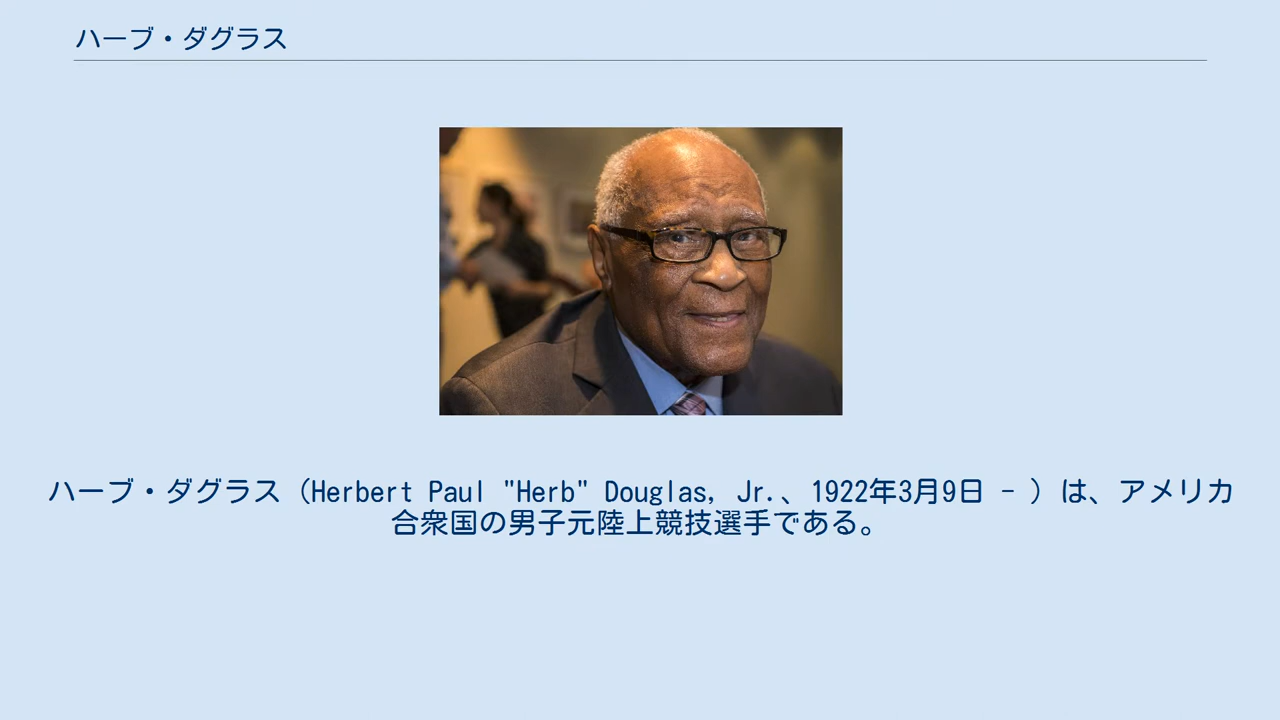 ハーブ・ダグラス
ハーブ・ダグラス（Herbert Paul "Herb" Douglas, Jr.、1922年3月9日 - ）は、アメリカ
合衆国の男子元陸上競技選手である。